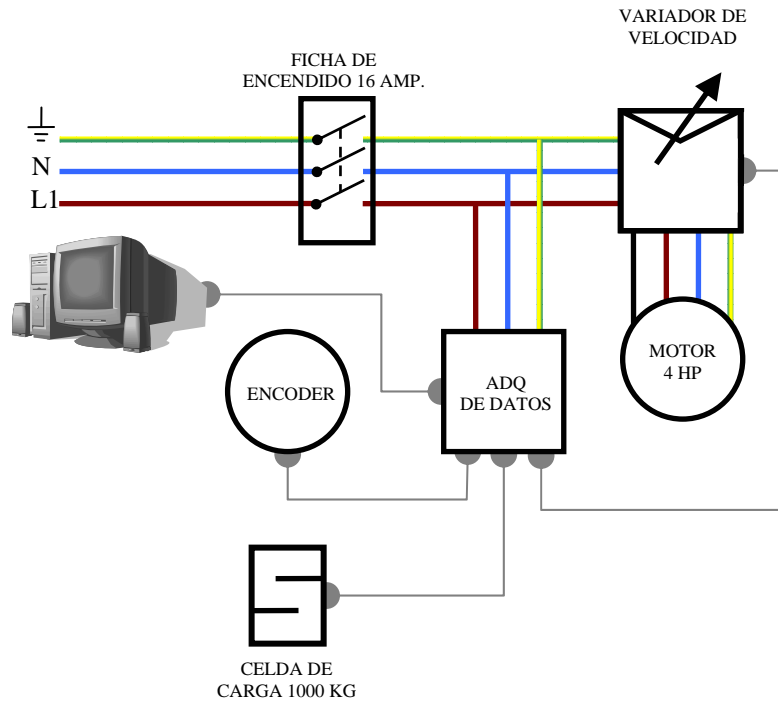 VARIADOR DE
VELOCIDAD
FICHA DE
ENCENDIDO 16 AMP.
N
L1
MOTOR
4 HP
ENCODER
ADQ
DE DATOS
CELDA DE
CARGA 1000 KG